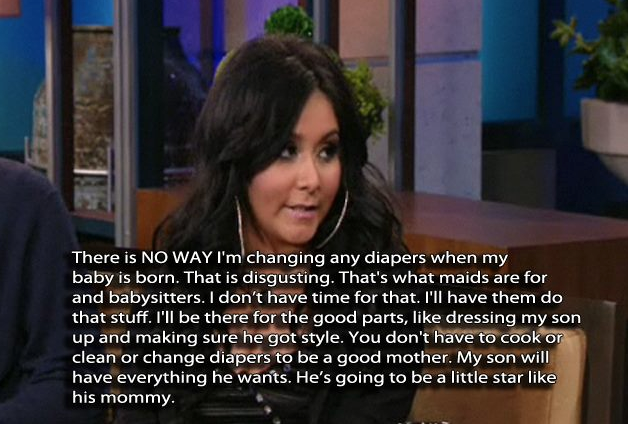 There is NO WAY I'm changing any diapers when my
baby is born. That is disgusting. That's what maids are for
and babysitters. I don't have time for that. I'll have them do
that stuff. I'll be there for the good parts, like dressing my son
up and making sure he got style. You don't have to cook or
clean or change diapers to be a good mother. My son will
have everything he wants. He's going to be a little star like
his mommy.